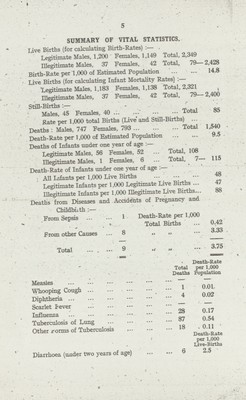 5
SUMMARY OF VITAL STATISTICS.
Live Births (for calculating Birth-Rates) :—
Legitimate Males, 1,200 Females, 1,149 Total, 2,349
Illegitimate Males, 37 Females, 42 Total, 79— 2,428
Birth-Rate per 1,000 of Estimated Population ... ... 14.8
Live Births (for calculating Infant Mortality Rates) :—
Legitimate Males, 1,183 Females, 1,138 Total, 2,321
Illegitimate Males, 37 Females, 42 Total, 79— 2,400
Still-Births :—
Males, 45 Females, 40 ... Total 85
Rate per 1,000 total Births (Live and Still-Births) ...
Deaths : Males, 747 Females, 793 ... ... Total 1,540
Death-Rate per 1,000 of Estimated Population ... ... 9.5
Deaths of Infants under one year of age :—
Legitimate Males, 56 Females, 52 ... Total, 108
Illegitimate Males, 1 Females, 6 ... Total, 7— 115
Death-Rate of Infants under one year of age :—
All Infants per 1,000 Live Births ... ... 48
Legitimate Infants per 1,000 Legitimate Live Births ... 47
Illegitimate Infants per 1,000 Illegitimate Live Births... 88
Deaths from Diseases and Accidents of Pregnancy and
Childbirth :—
Death-Rate per 1,000
From Sepsis ... 1 Total Births ... 0.42
From other Causes ... 8 " " ... 3.33
Total ... 9 " " ... 3.75
Total Deaths Death-Rate per 1,000 Population
Measles ... — —
Whooping Cough ... 1 0.01
Diphtheria ... 4 0.02
Scarlet Fever ... — —
Influenza ... 28 0.17
Tuberculosis of Lung ... 87 0.54
Other forms of Tuberculosis ... 18 0.11
Death-Rate per 1,000 Live-Births
Diarrhoea (under two years of age) ... 6 2.5